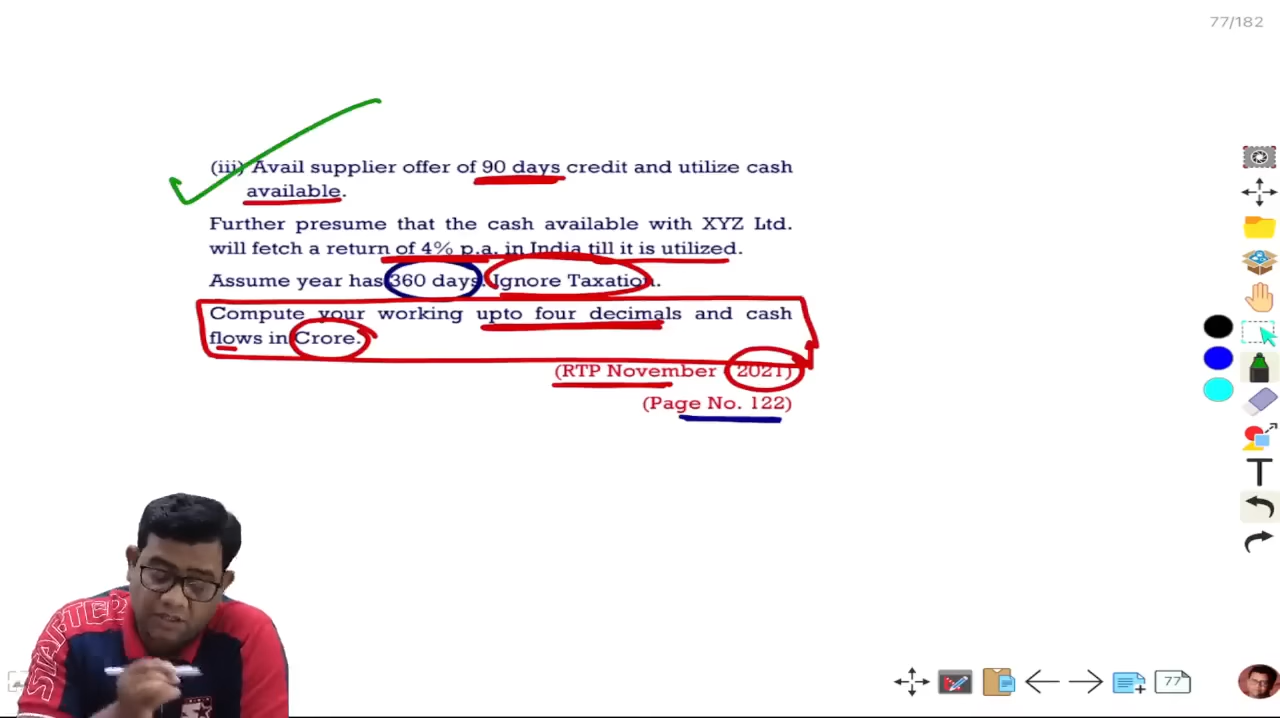 77/182
(iii) Avail supplier offer of 90 days credit and utilize cash
available.
Further presume that the cash available with XYZ Ltd.
will fetch a return of 4% p.a. in India till it is utilized.
Assume year has 360 days. Ignore Taxation.
Compute your working upto four decimals and cash
flows in Crore.
(RTP November 2021)
(Page No. 122)
STARTED
T
77